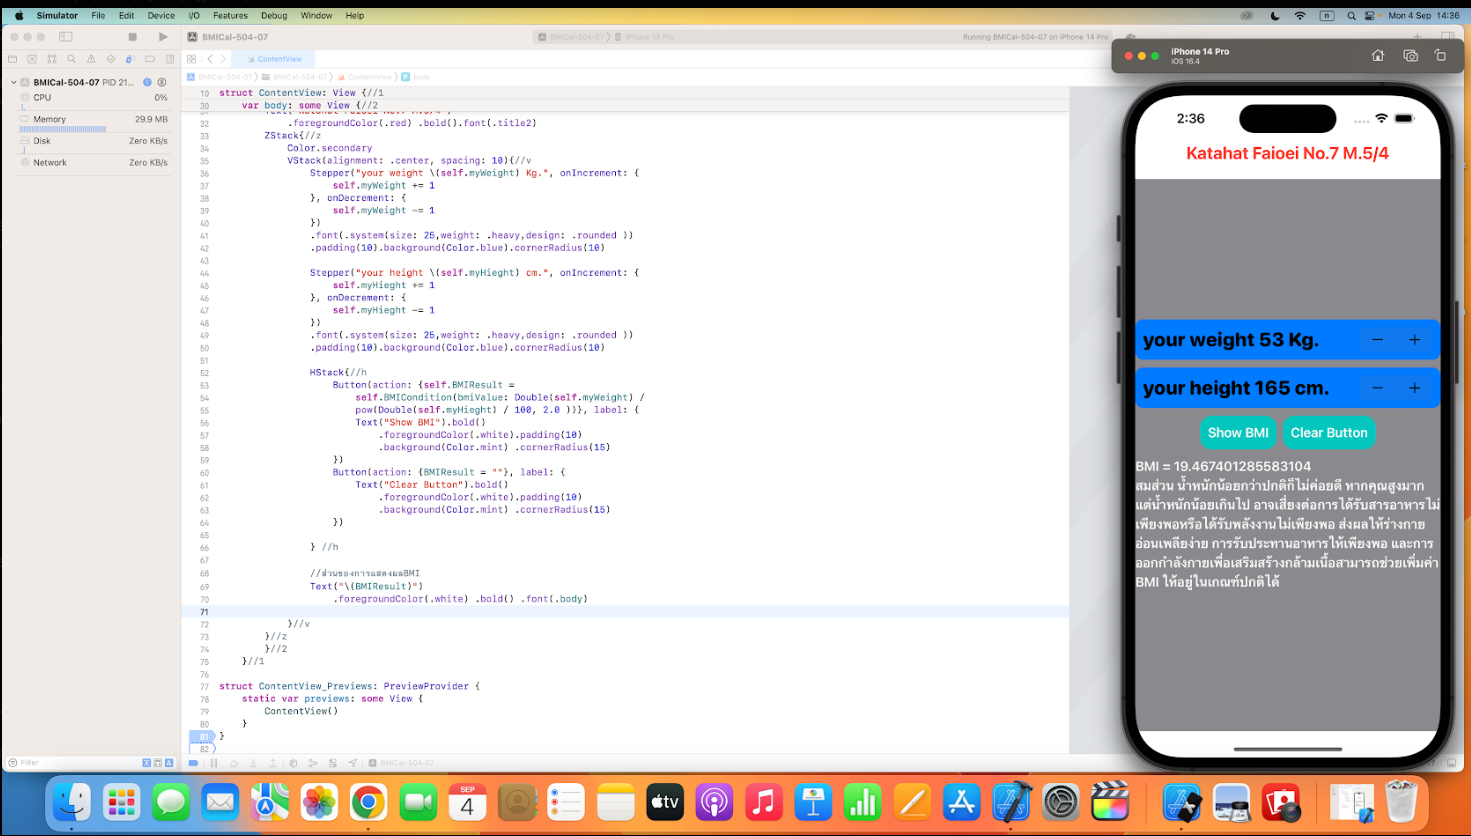 Simulator File Edit Device I/O Features Debug Window Help
Mon 4 Sep 14:36
BMICal-504-07
BMICal-504-07 iPhone 14 Pro
Running BMICal-504-07 on iPhone 14 Pro
ContentView
BMICal-504-07 BMICal-504-07 ContentView body
BMICal-504-07 PID 21...
CPU 0%
Memory 29.9 MB
Disk Zero KB/s
Network Zero KB/s
10 struct ContentView: View {//1
30 var body: some View {//2
32 .foregroundColor(.red) .bold().font(.title2)
33 ZStack{//z
34 Color.secondary
35 VStack(alignment: .center, spacing: 10){//v
36 Stepper("your weight \(self.myWeight) Kg.", onIncrement: {
37 self.myWeight += 1
38 }, onDecrement: {
39 self.myWeight -= 1
40 })
41 .font(.system(size: 25,weight: .heavy,design: .rounded ))
42 .padding(10).background(Color.blue).cornerRadius(10)
43
44 Stepper("your height \(self.myHieght) cm.", onIncrement: {
45 self.myHieght += 1
46 }, onDecrement: {
47 self.myHieght -= 1
48 })
49 .font(.system(size: 25,weight: .heavy,design: .rounded ))
50 .padding(10).background(Color.blue).cornerRadius(10)
51
52 HStack{//h
53 Button(action: {self.BMIResult =
54 self.BMICondition(bmiValue: Double(self.myWeight) /
55 pow(Double(self.myHieght) / 100, 2.0 ))}, label: {
56 Text("Show BMI").bold()
57 .foregroundColor(.white).padding(10)
58 .background(Color.mint) .cornerRadius(15)
59 })
60 Button(action: {BMIResult = ""}, label: {
61 Text("Clear Button").bold()
62 .foregroundColor(.white).padding(10)
63 .background(Color.mint) .cornerRadius(15)
64 })
65
66 } //h
67
68 //ส่วนของการแสดงผลBMI
69 Text("\(BMIResult)")
70 .foregroundColor(.white) .bold() .font(.body)
71
72 }//v
73 }//z
74 }//2
75 }//1
76
77 struct ContentView_Previews: PreviewProvider {
78 static var previews: some View {
79 ContentView()
80 }
81 }
82
Filter
BMICal-504-07
iPhone 14 Pro
iOS 16.4
2:36
Katahat Faioei No.7 M.5/4
your weight 53 Kg. − +
your height 165 cm. − +
Show BMI Clear Button
BMI = 19.467401285583104
สมส่วน น้ำหนักน้อยกว่าปกติก็ไม่ค่อยดี หากคุณสูงมาก
แต่น้ำหนักน้อยเกินไป อาจเสี่ยงต่อการได้รับสารอาหารไม่
เพียงพอหรือได้รับพลังงานไม่เพียงพอ ส่งผลให้ร่างกาย
อ่อนเพลียง่าย การรับประทานอาหารให้เพียงพอ และการ
ออกกำลังกายเพื่อเสริมสร้างกล้ามเนื้อสามารถช่วยเพิ่มค่า
BMI ให้อยู่ในเกณฑ์ปกติได้
SEP
4
tv